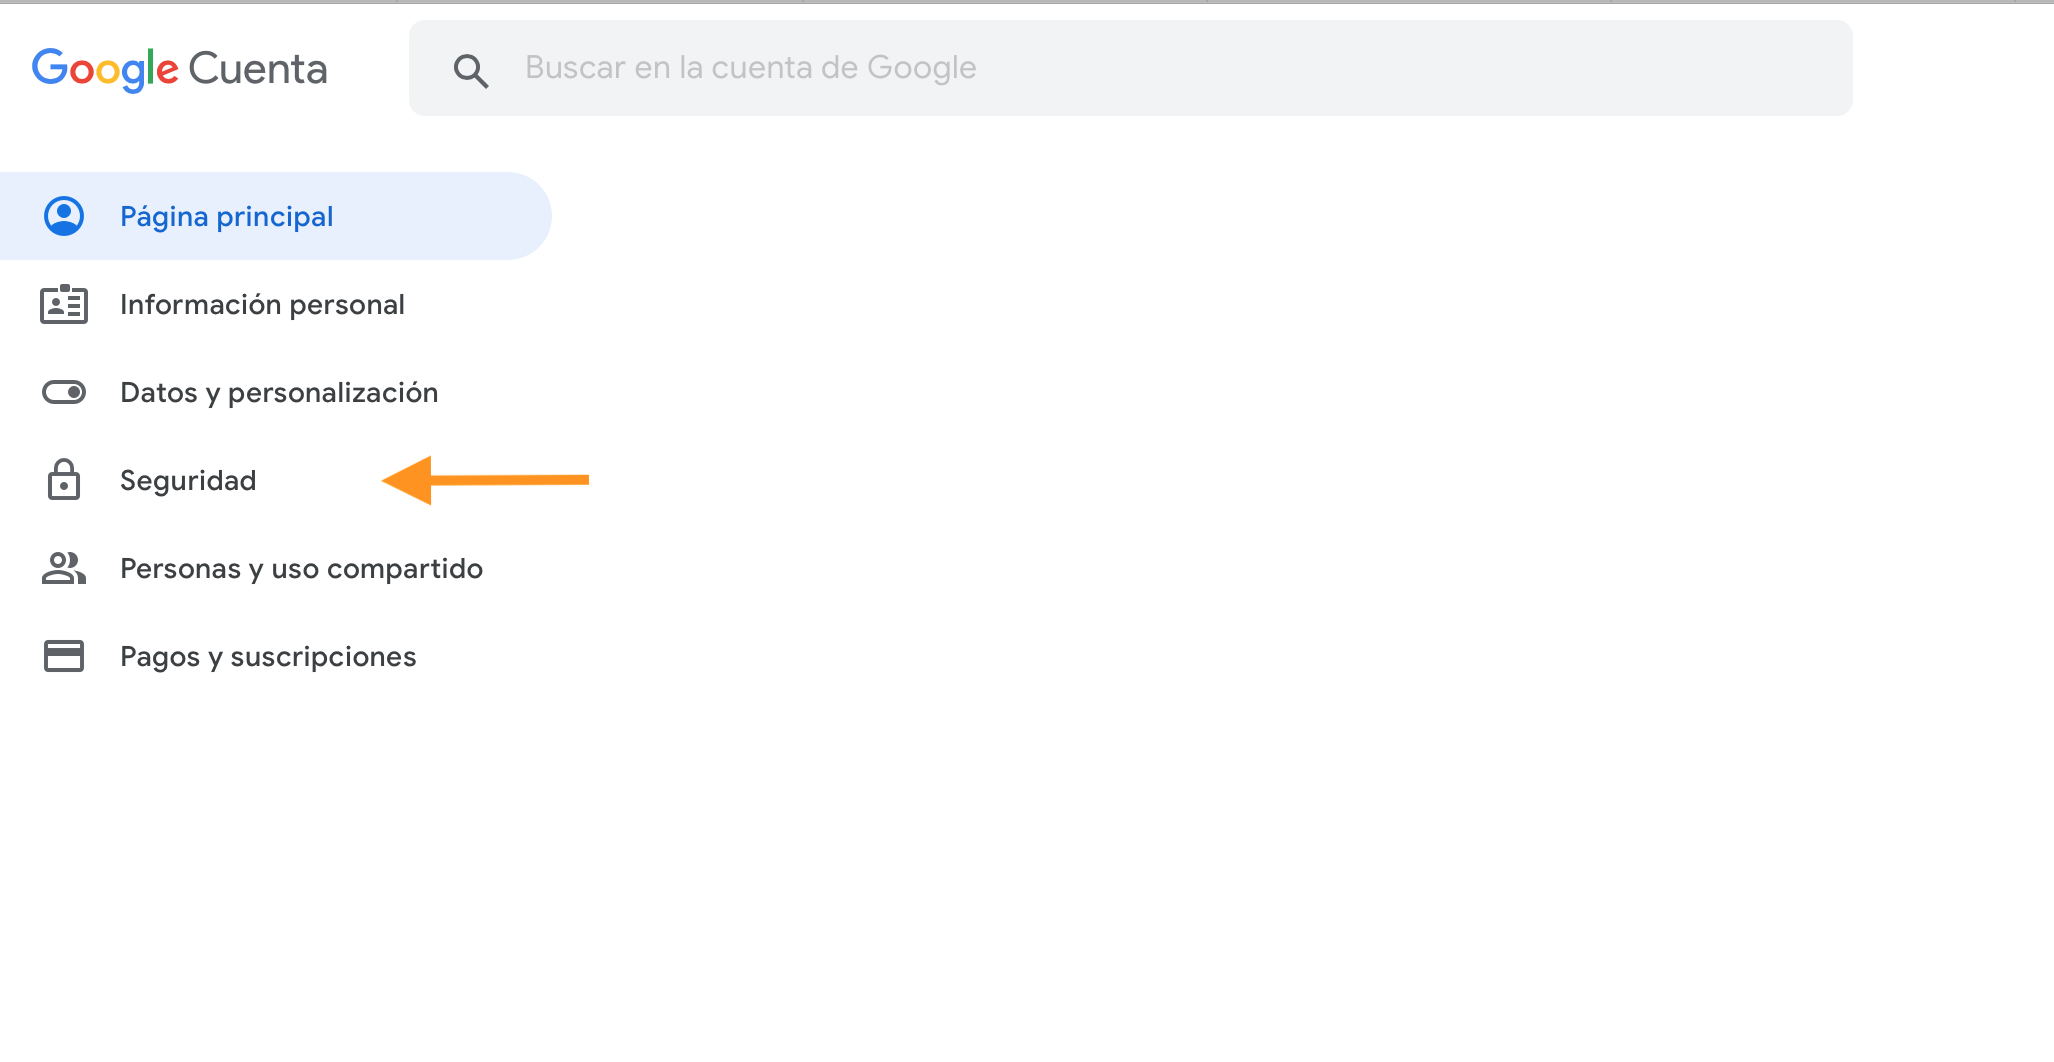 Google Cuenta
Buscar en la cuenta de Google
Página principal
Información personal
Datos y personalización
Seguridad
Personas y uso compartido
Pagos y suscripciones